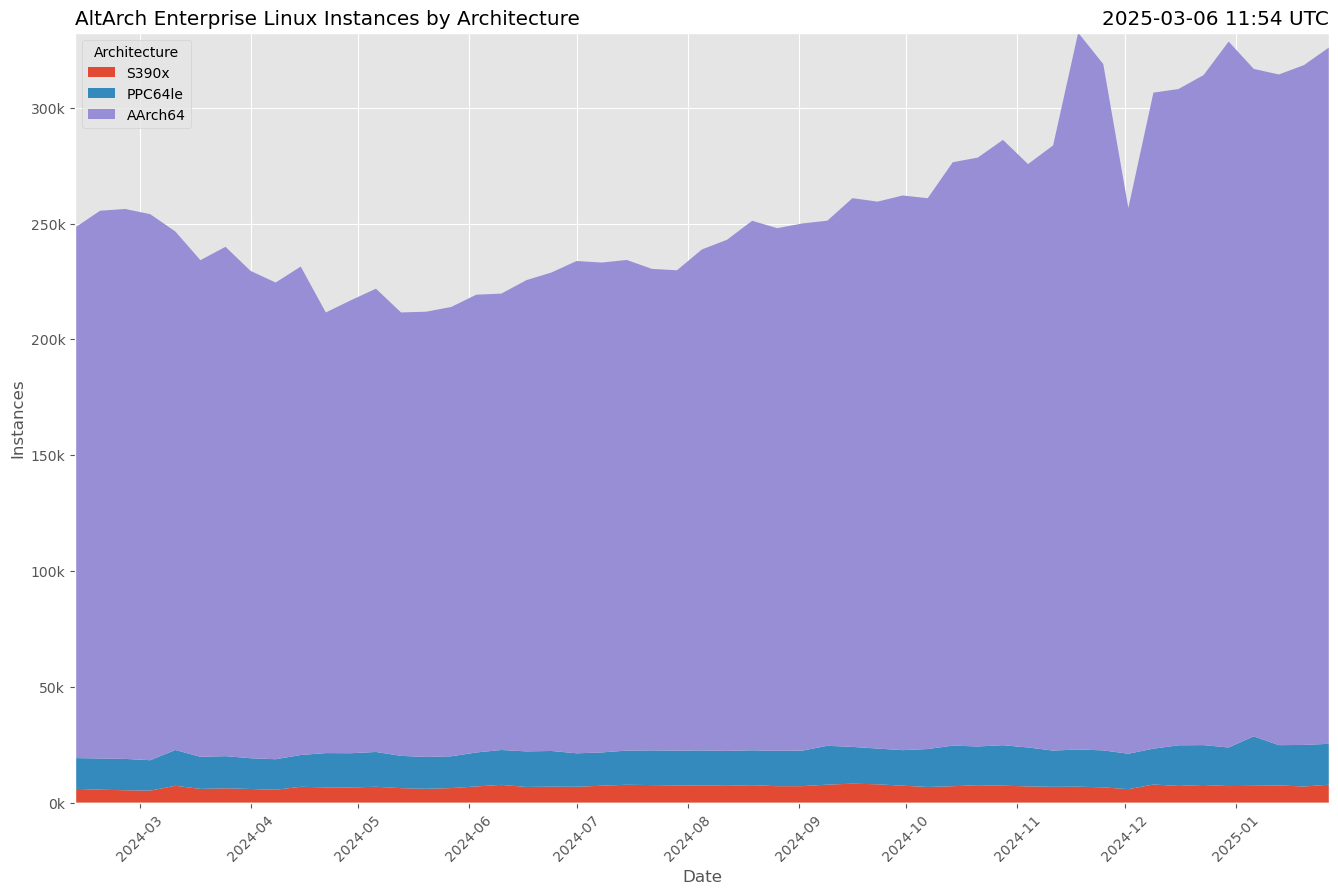 AltArch Enterprise Linux Instances by Architecture
2025-03-06 11:54 UTC
Architecture
S390x
PPC64le
AArch64
300k
250k
200k
150k
100k
50k
0k
Instances
2024-03
2024-04
2024-05
2024-06
2024-07
2024-08
2024-09
2024-10
2024-11
2024-12
2025-01
Date